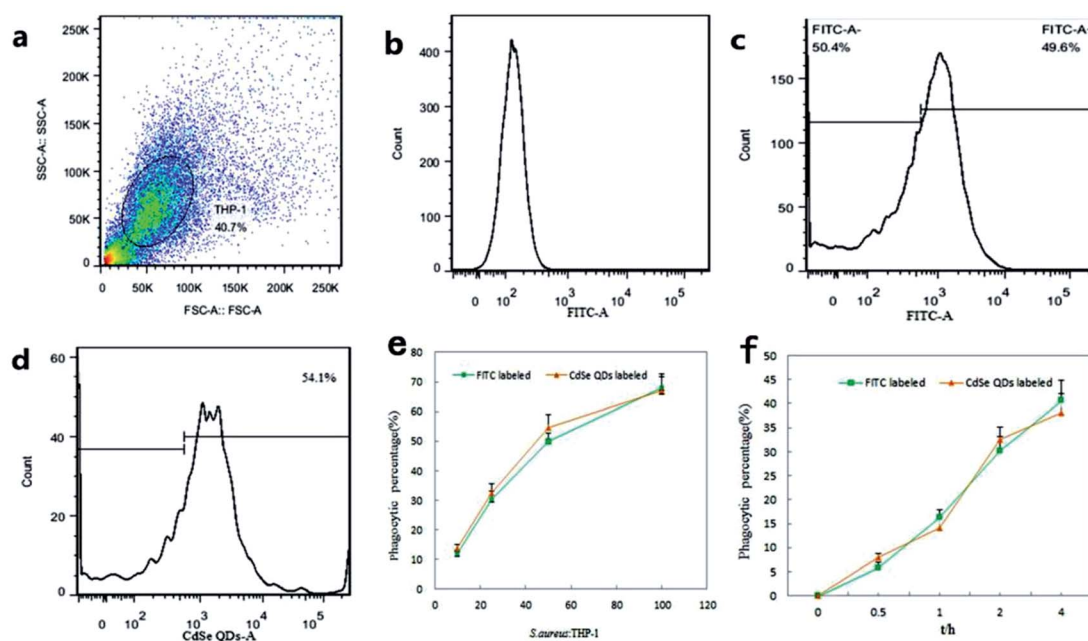 a
250K
200K
150K
100K
50K
0
SSC-A:: SSC-A
THP-1
40.7%
0 50K 100K 150K 200K 250K
FSC-A:: FSC-A
b
400
300
200
100
0
Count
0 10^2 10^3 10^4 10^5
FITC-A
c
FITC-A-
50.4%
FITC-A-
49.6%
150
100
50
0
Count
0 10^2 10^3 10^4 10^5
FITC-A
d
54.1%
60
40
20
0
Count
0 10^2 10^3 10^4 10^5
CdSe QDs-A
e
FITC labeled
CdSe QDs labeled
80
70
60
50
40
30
20
10
0
Phagocytic percentage(%)
0 20 40 60 80 100 120
S.aureus:THP-1
f
FITC labeled
CdSe QDs labeled
50
45
40
35
30
25
20
15
10
5
0
Phagocytic percentage(%)
0 0.5 1 2 4
t/h